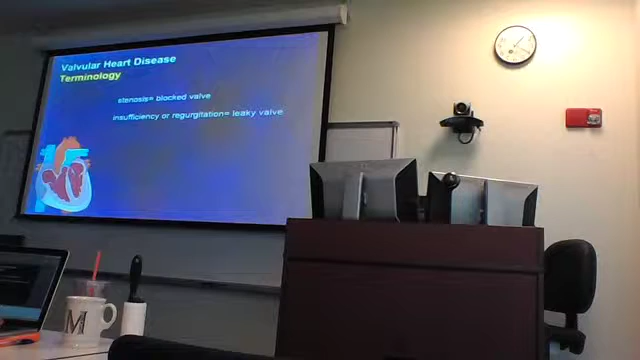 Valvular Heart Disease
Terminology
stenosis= blocked valve
insufficiency or regurgitation= leaky valve
M